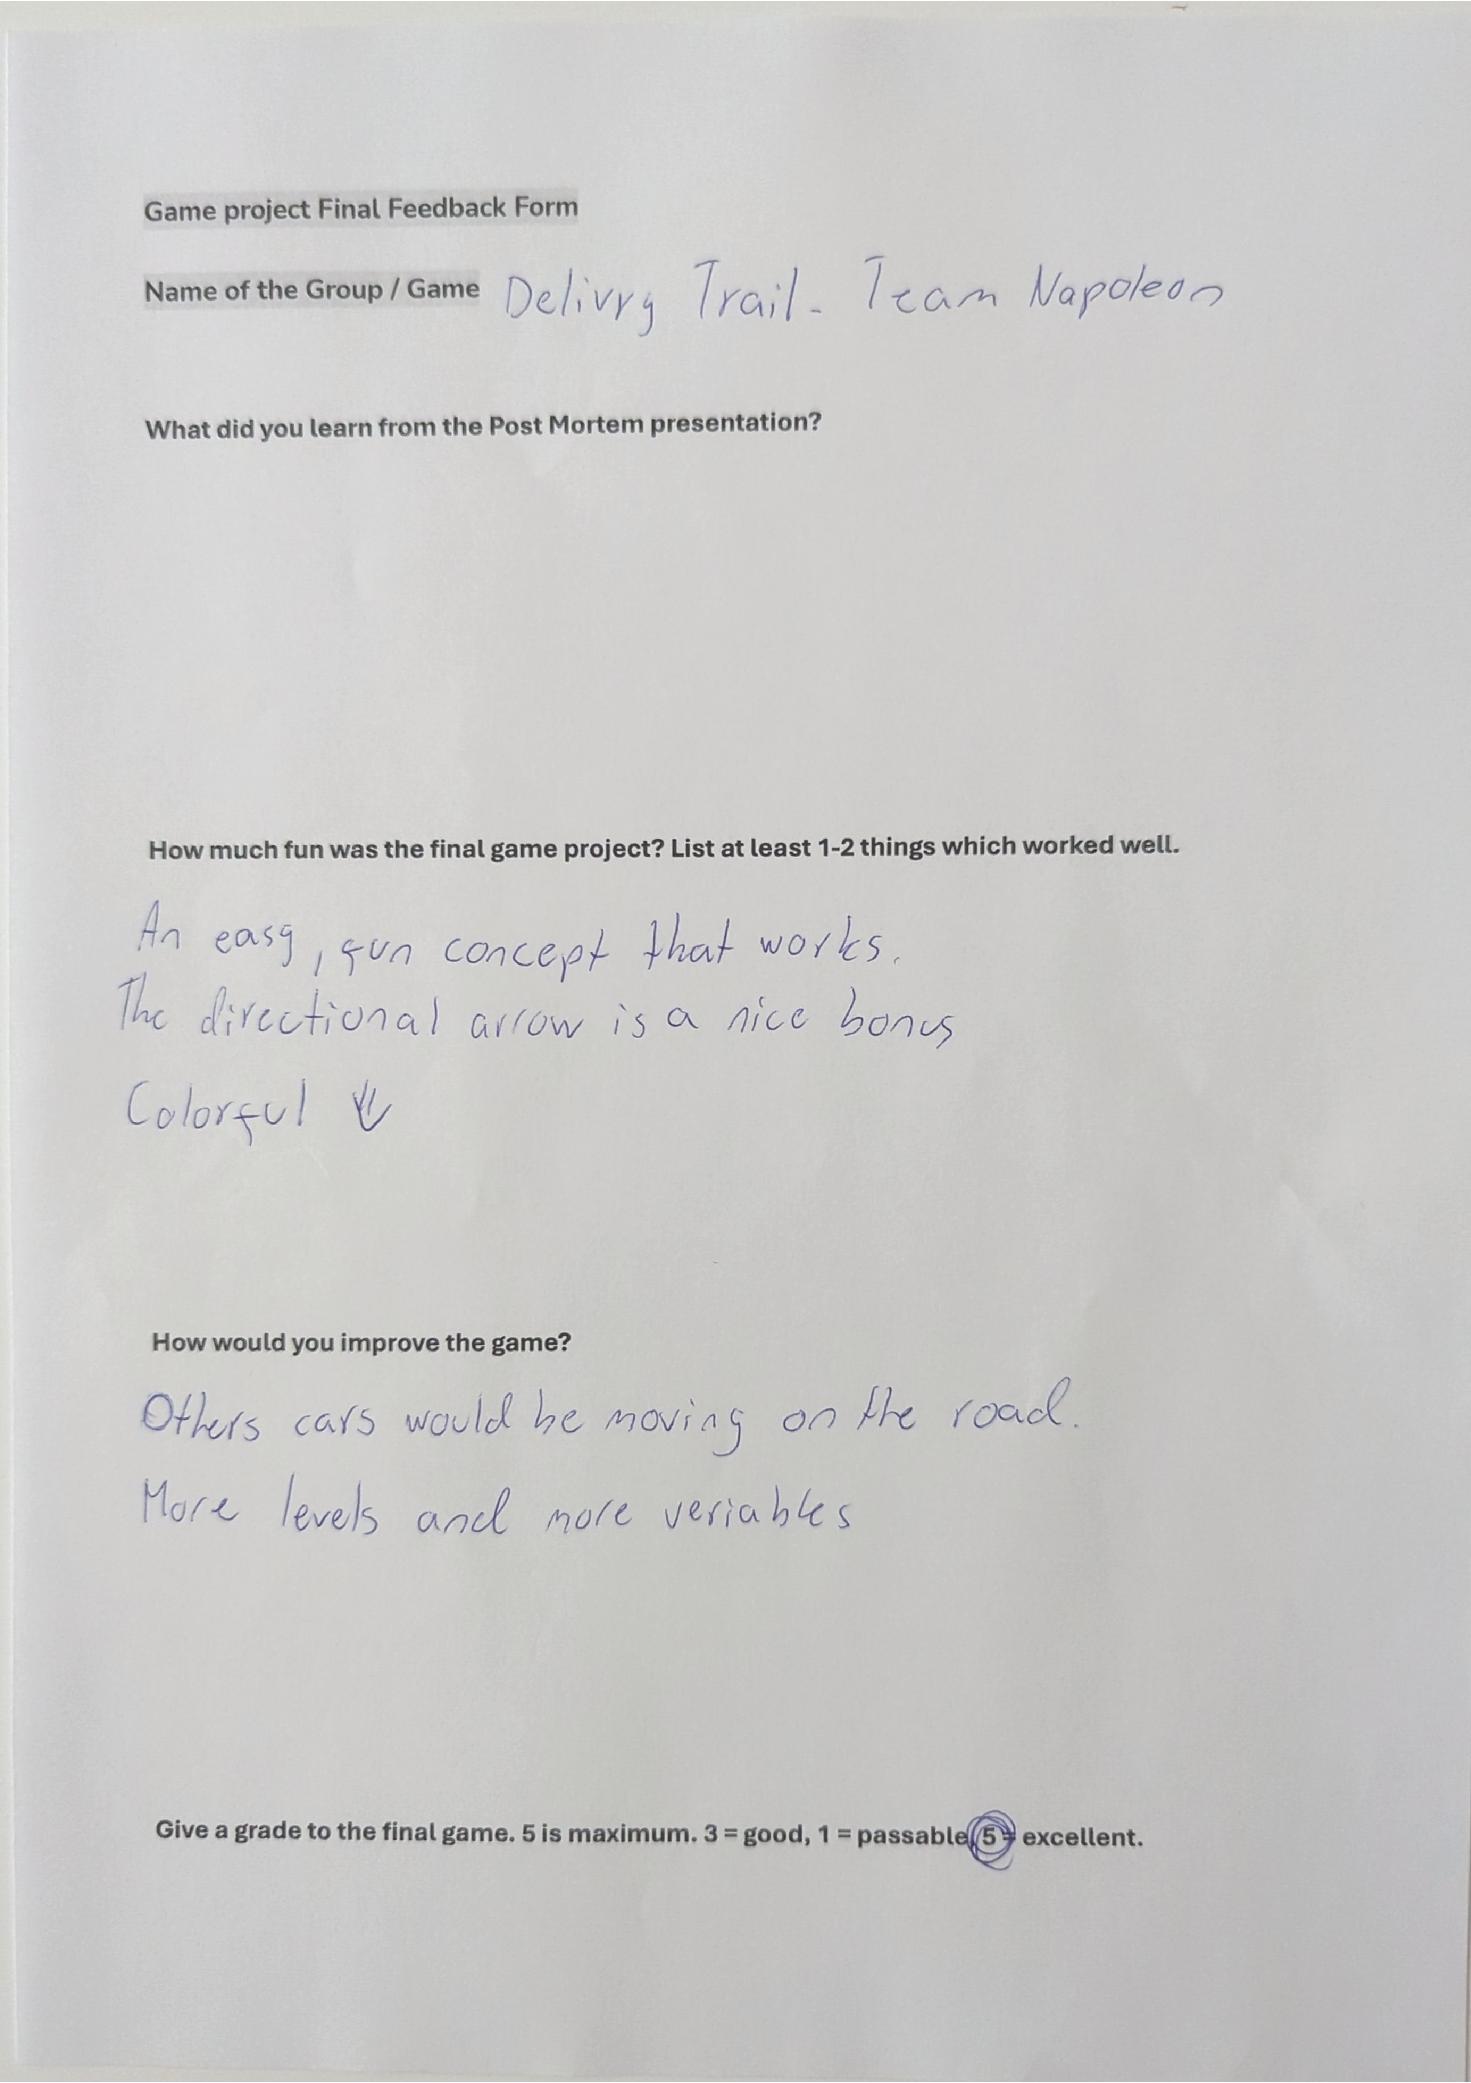 Game project Final Feedback Form
Name of the Group / Game Delivry Trail - Team Napoleon
What did you learn from the Post Mortem presentation?
How much fun was the final game project? List at least 1-2 things which worked well.
An easy, fun concept that works.
The directional arrow is a nice bonus
Colorful
How would you improve the game?
Others cars would be moving on the road.
More levels and more veriables
Give a grade to the final game. 5 is maximum. 3 = good, 1 = passable, 5 = excellent.